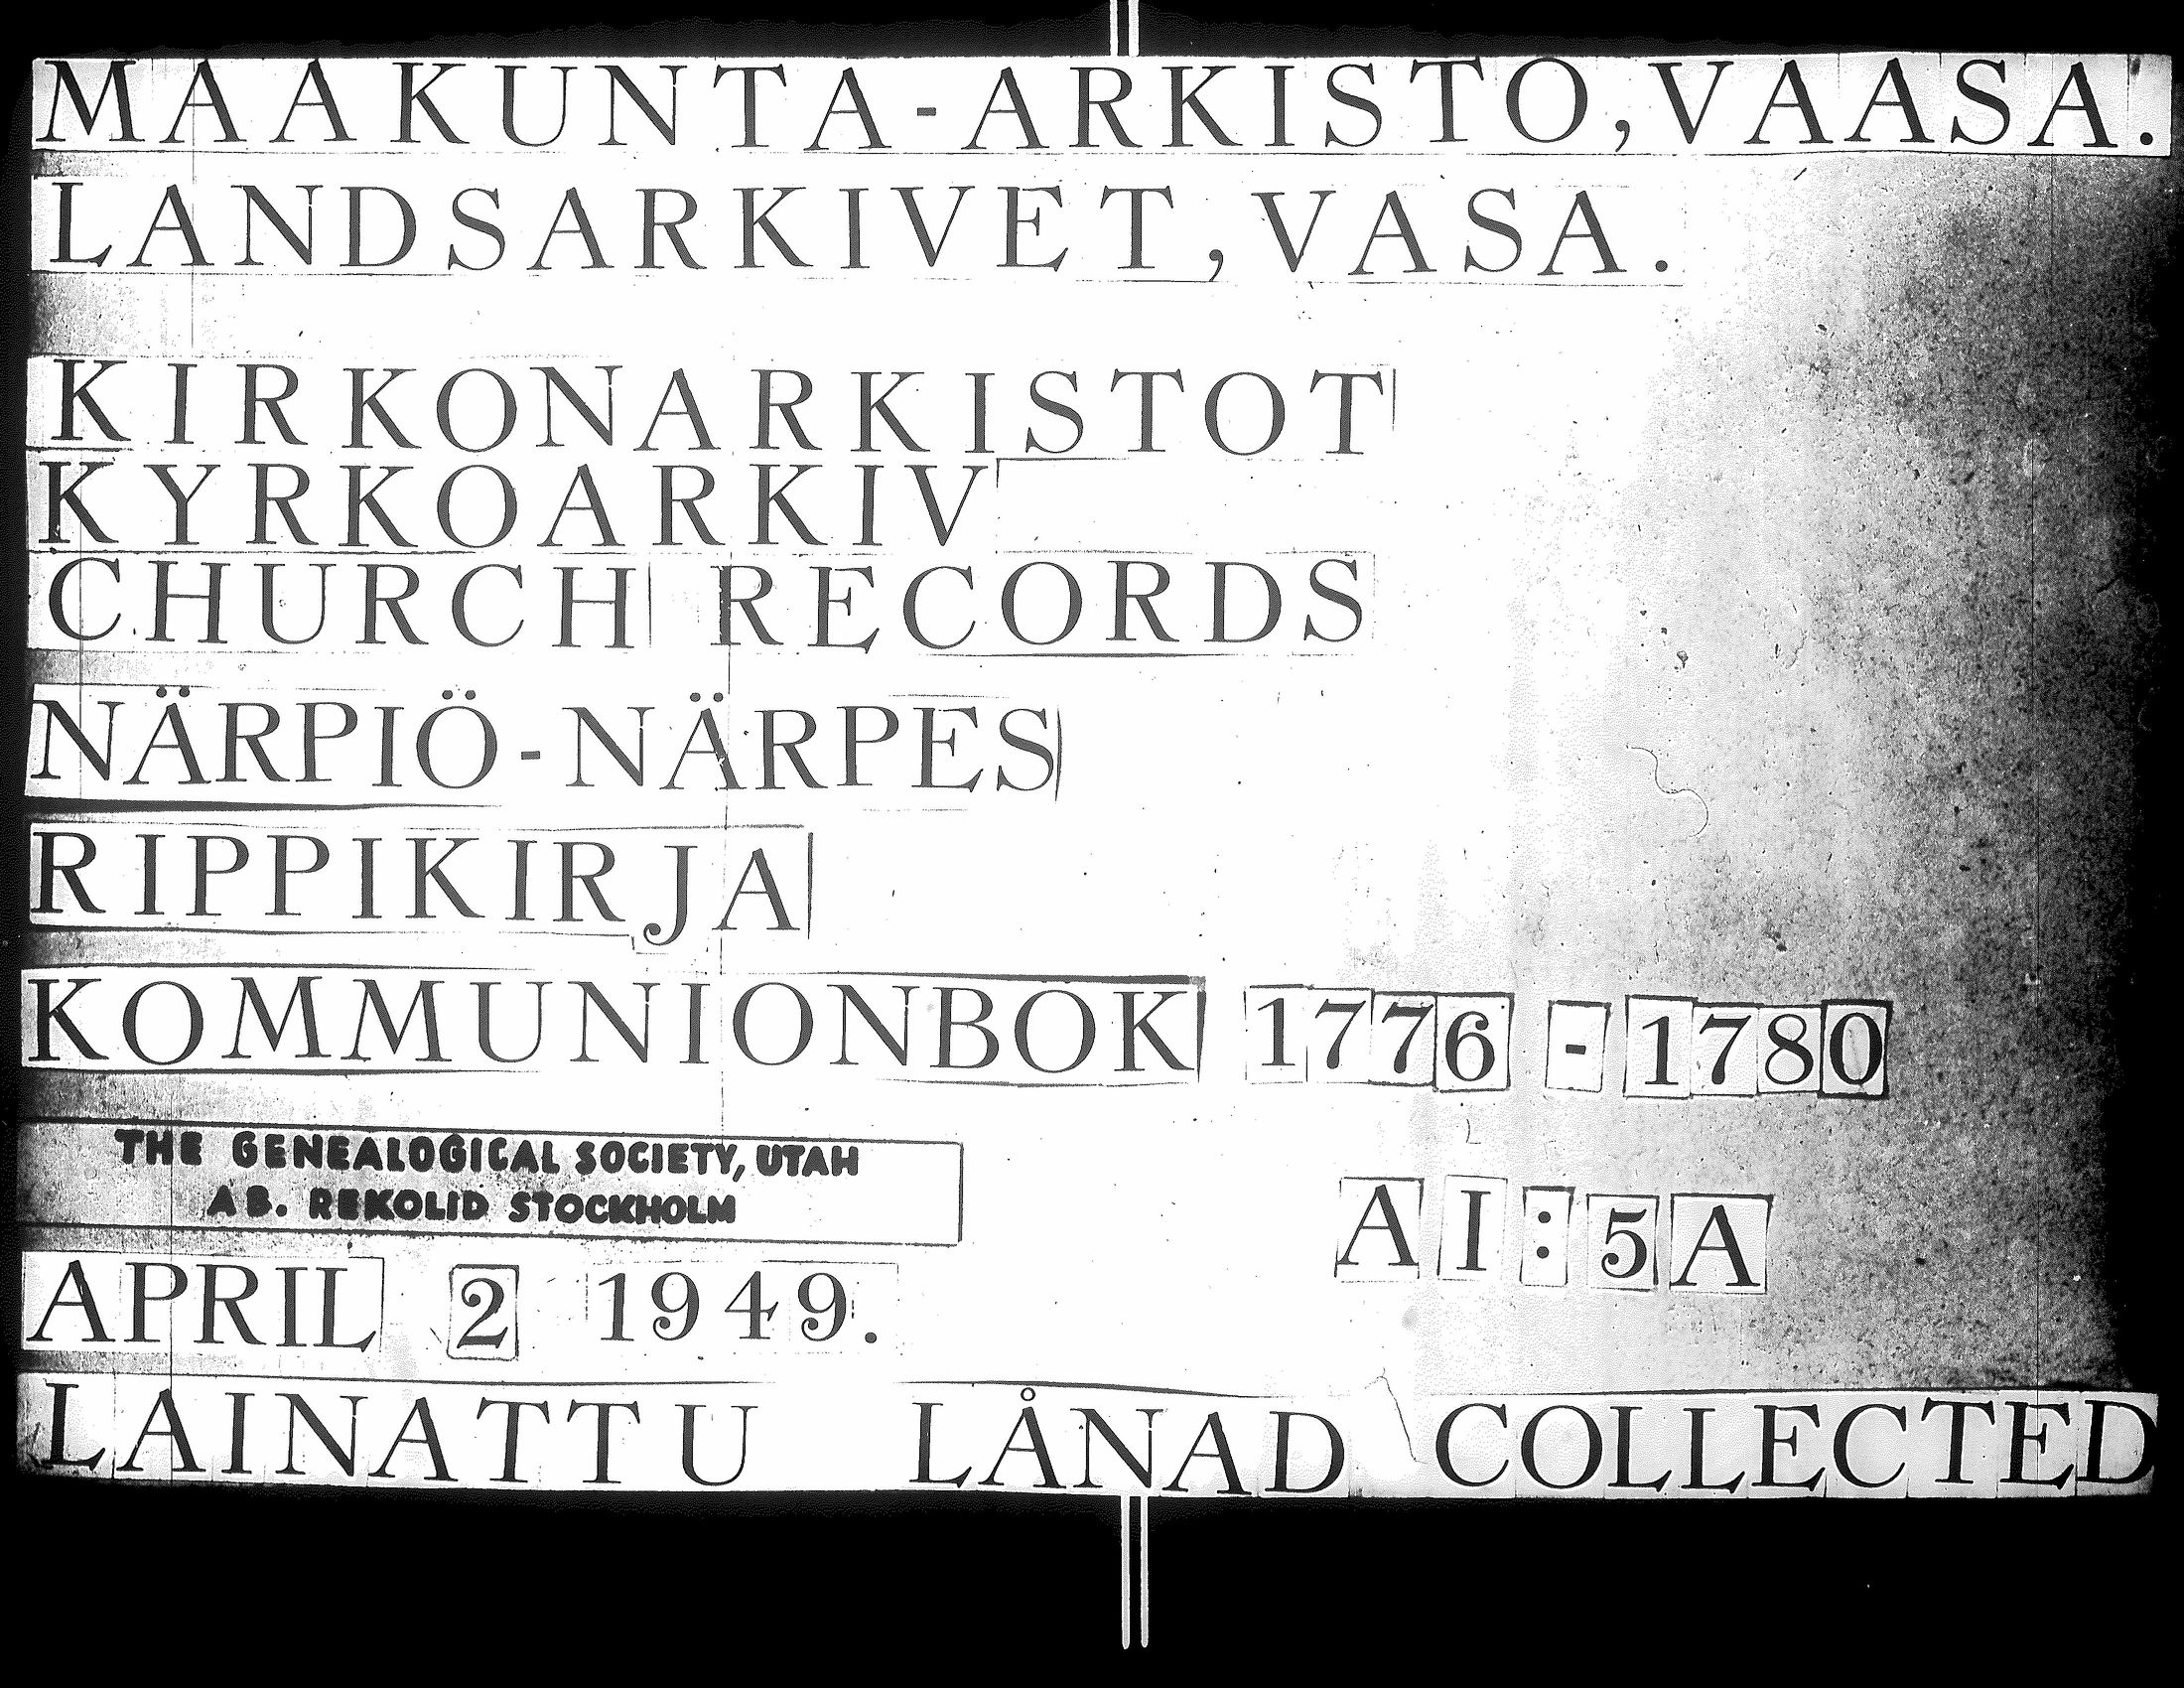 MAAKUNTA-ARKISTO, VAASA.
LANDSARKIVET, VASA.
KIRKONARKISTOT
KYRKOARKIV
CHURCH RECORDS
NÄRPIÖ-NÄRPES
RIPPIKIRJA
KOMMUNIONBOK 1776 - 1780
THE GENEALOGICAL SOCIETY, UTAH
AB. REKOLID STOCKHOLM
AI:5A
APRIL 2 1949.
LAINATTU LÅNAD COLLECTED